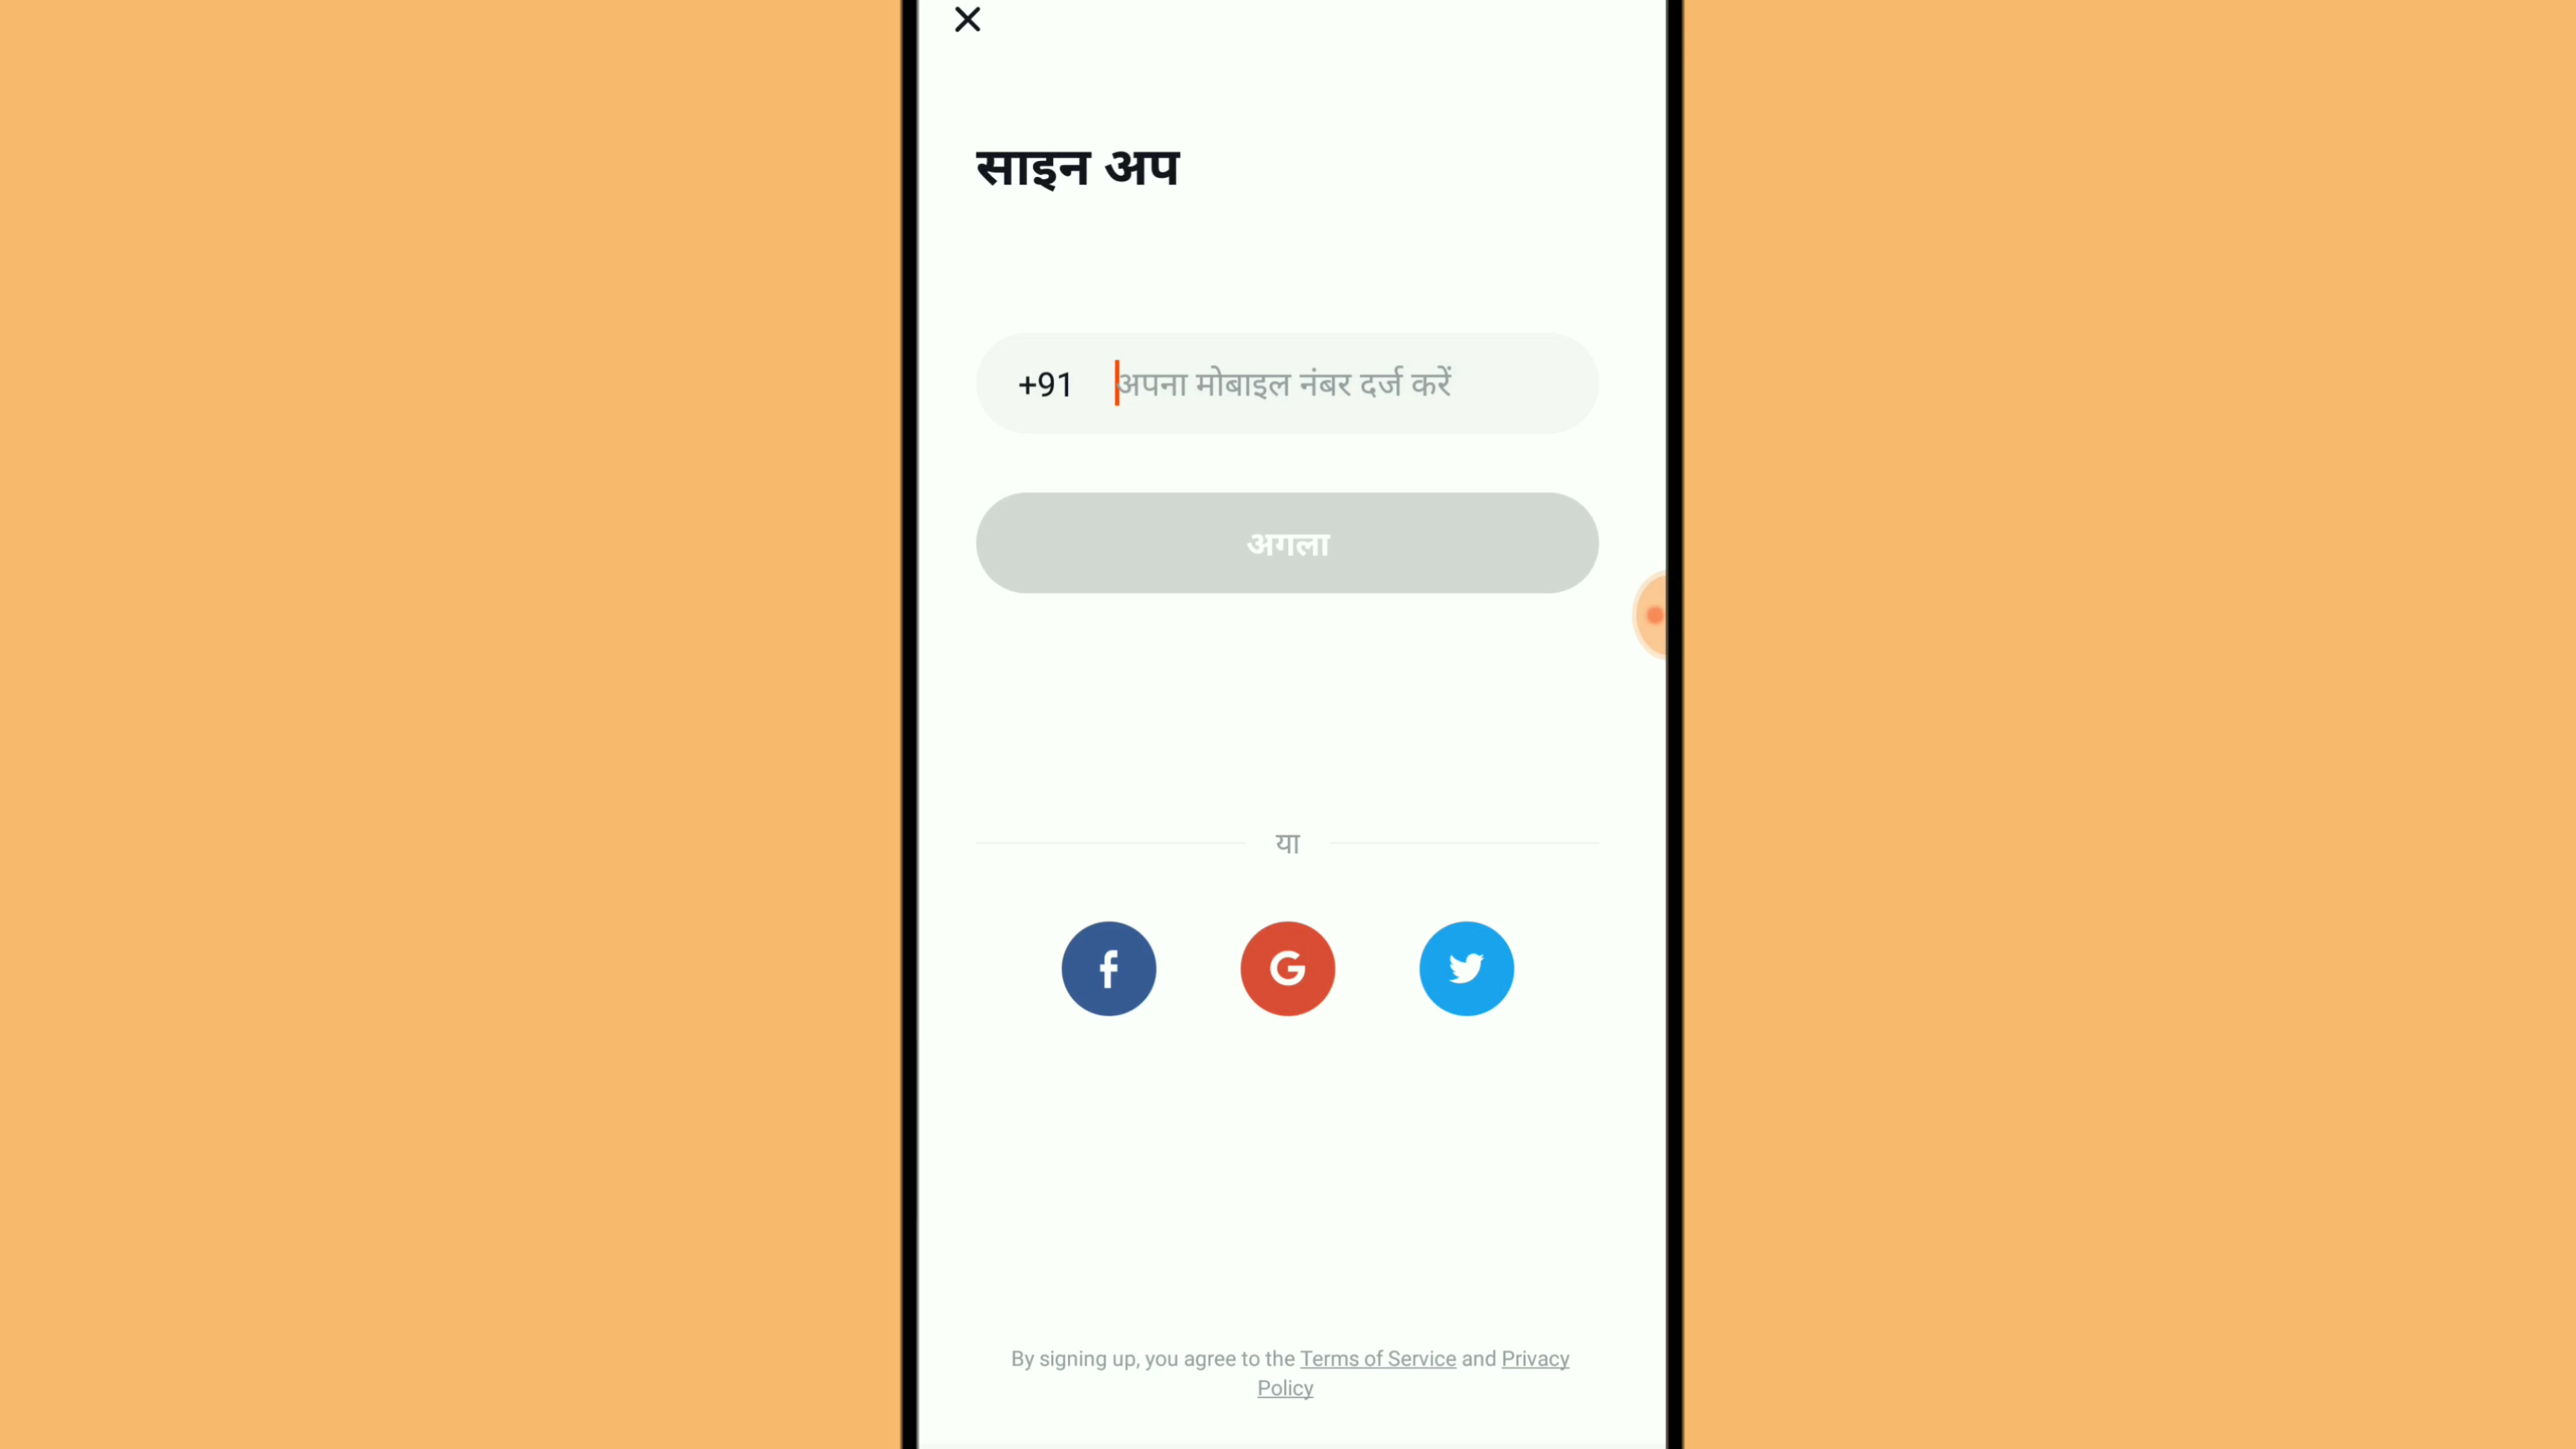 साइन अप
+91 अपना मोबाइल नंबर दर्ज करें
अगला
या
By signing up, you agree to the Terms of Service and Privacy
Policy